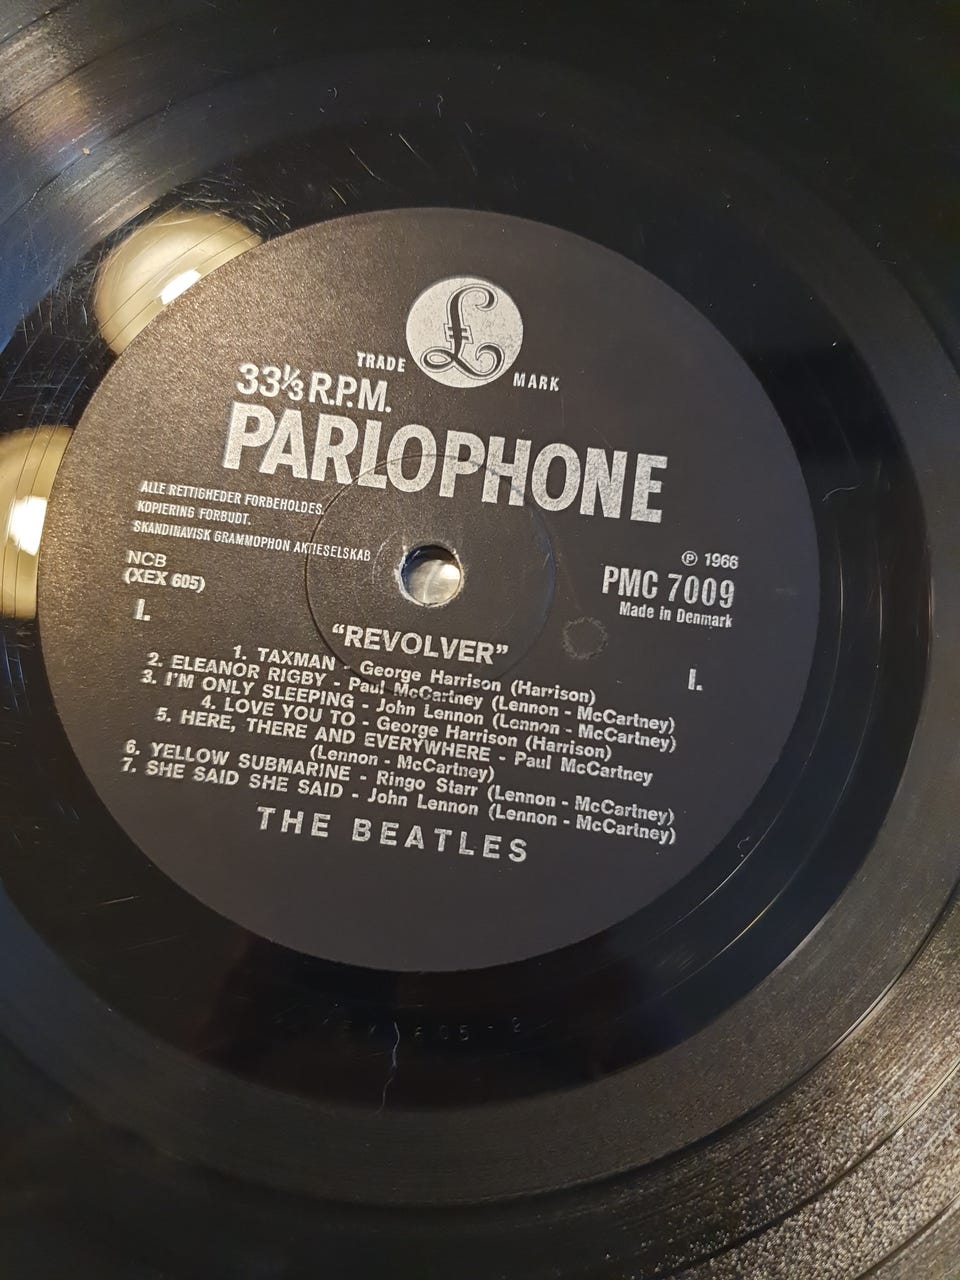 £
TRADE MARK
33⅓ R.P.M.
PARLOPHONE
ALLE RETTIGHEDER FORBEHOLDES.
KOPIERING FORBUDT.
SKANDINAVISK GRAMMOPHON AKTIESELSKAB
NCB
(XEX 605)
I.
℗ 1966
PMC 7009
Made in Denmark
I.
“REVOLVER”
1. TAXMAN - George Harrison (Harrison)
2. ELEANOR RIGBY - Paul McCartney (Lennon - McCartney)
3. I'M ONLY SLEEPING - John Lennon (Lennon - McCartney)
4. LOVE YOU TO - George Harrison (Harrison)
5. HERE, THERE AND EVERYWHERE - Paul McCartney
(Lennon - McCartney)
6. YELLOW SUBMARINE - Ringo Starr (Lennon - McCartney)
7. SHE SAID SHE SAID - John Lennon (Lennon - McCartney)
THE BEATLES